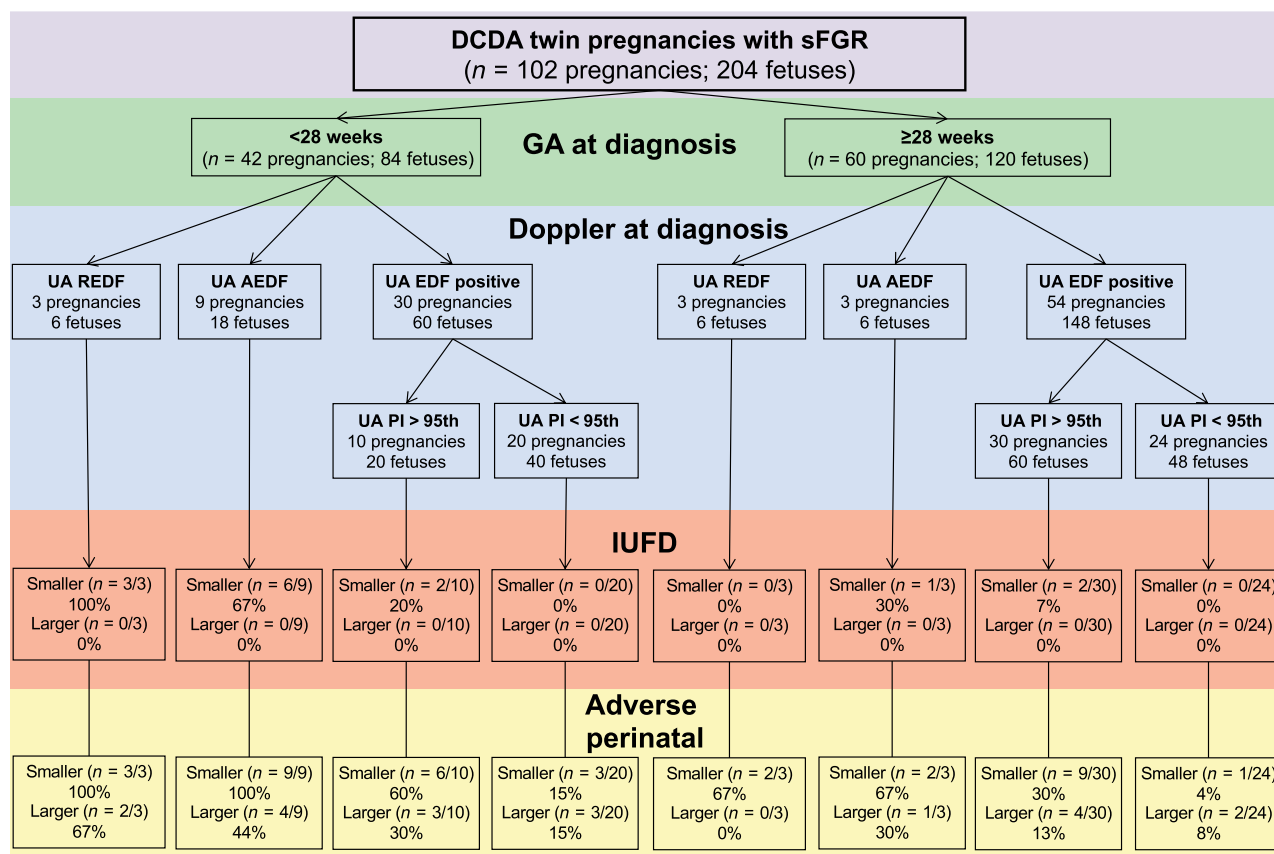 DCDA twin pregnancies with sFGR
(n = 102 pregnancies; 204 fetuses)
<28 weeks
(n = 42 pregnancies; 84 fetuses)
GA at diagnosis
≥28 weeks
(n = 60 pregnancies; 120 fetuses)
Doppler at diagnosis
UA REDF
3 pregnancies
6 fetuses
UA AEDF
9 pregnancies
18 fetuses
UA EDF positive
30 pregnancies
60 fetuses
UA REDF
3 pregnancies
6 fetuses
UA AEDF
3 pregnancies
6 fetuses
UA EDF positive
54 pregnancies
148 fetuses
UA PI > 95th
10 pregnancies
20 fetuses
UA PI < 95th
20 pregnancies
40 fetuses
UA PI > 95th
30 pregnancies
60 fetuses
UA PI < 95th
24 pregnancies
48 fetuses
IUFD
Smaller (n = 3/3)
100%
Larger (n = 0/3)
0%
Smaller (n = 6/9)
67%
Larger (n = 0/9)
0%
Smaller (n = 2/10)
20%
Larger (n = 0/10)
0%
Smaller (n = 0/20)
0%
Larger (n = 0/20)
0%
Smaller (n = 0/3)
0%
Larger (n = 0/3)
0%
Smaller (n = 1/3)
30%
Larger (n = 0/3)
0%
Smaller (n = 2/30)
7%
Larger (n = 0/30)
0%
Smaller (n = 0/24)
0%
Larger (n = 0/24)
0%
Adverse
perinatal
Smaller (n = 3/3)
100%
Larger (n = 2/3)
67%
Smaller (n = 9/9)
100%
Larger (n = 4/9)
44%
Smaller (n = 6/10)
60%
Larger (n = 3/10)
30%
Smaller (n = 3/20)
15%
Larger (n = 3/20)
15%
Smaller (n = 2/3)
67%
Larger (n = 0/3)
0%
Smaller (n = 2/3)
67%
Larger (n = 1/3)
30%
Smaller (n = 9/30)
30%
Larger (n = 4/30)
13%
Smaller (n = 1/24)
4%
Larger (n = 2/24)
8%